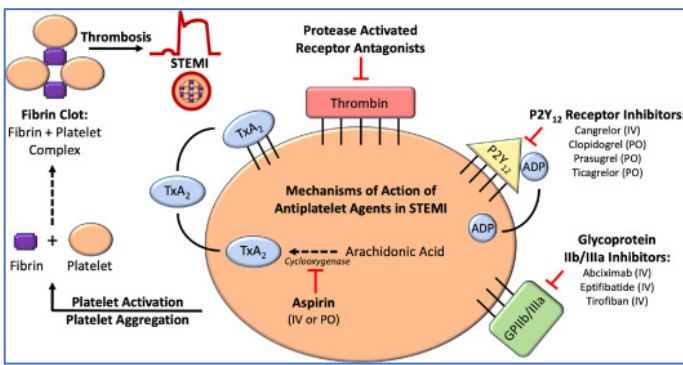 Thrombosis
STEMI
Fibrin Clot:
Fibrin + Platelet
Complex
+
Fibrin Platelet
Platelet Activation
Platelet Aggregation
Protease Activated
Receptor Antagonists
Thrombin
TxA₂
TxA₂
TxA₂
Mechanisms of Action of
Antiplatelet Agents in STEMI
Arachidonic Acid
Cyclooxygenase
Aspirin
(IV or PO)
P2Y₁₂
ADP
ADP
P2Y₁₂ Receptor Inhibitors:
Cangrelor (IV)
Clopidogrel (PO)
Prasugrel (PO)
Ticagrelor (PO)
Glycoprotein
IIb/IIIa Inhibitors:
Abciximab (IV)
Eptifibatide (IV)
Tirofiban (IV)
GPIIb/IIIa